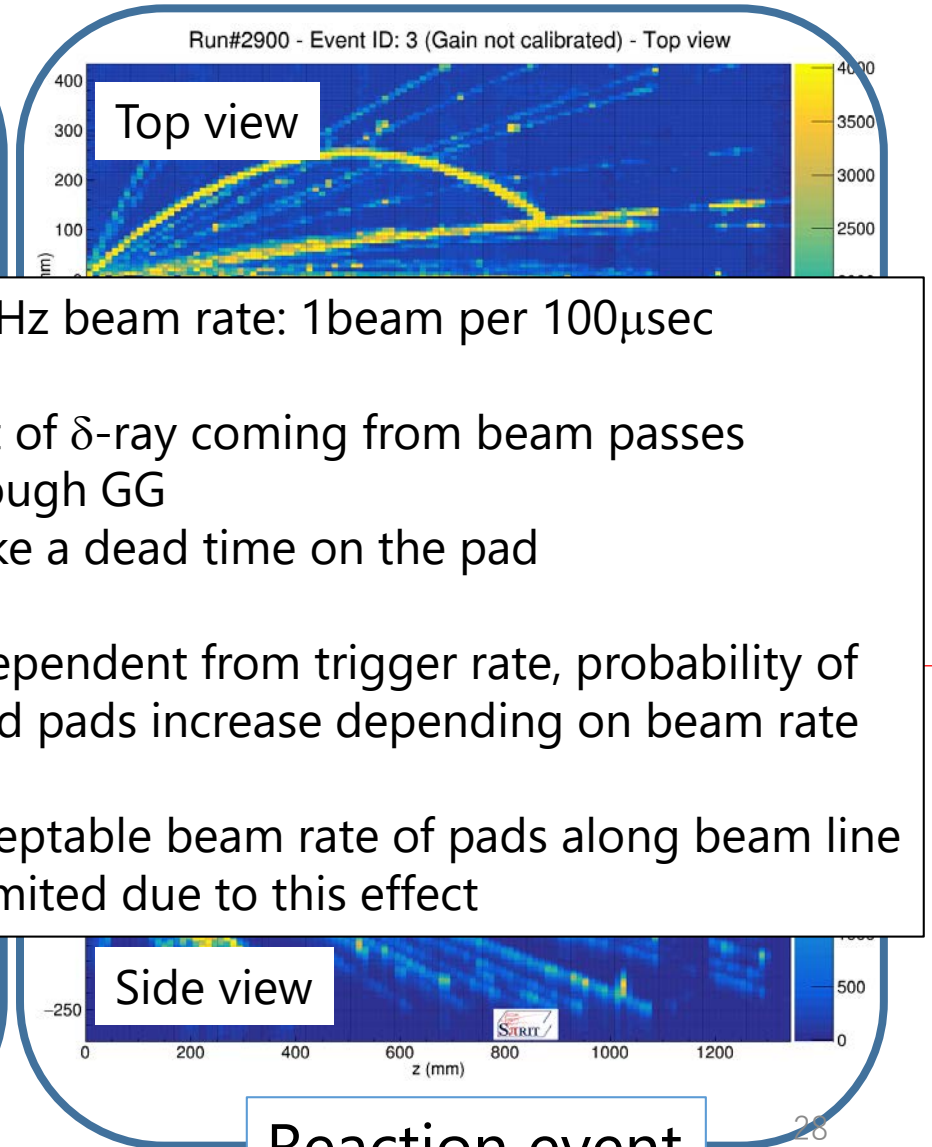 Run#2900 - Event ID: 3 (Gain not calibrated) - Top view
Top view
400
300
200
100
4000
3500
3000
2500
Hz beam rate: 1beam per 100μsec
of δ-ray coming from beam passes
ough GG
ke a dead time on the pad
ependent from trigger rate, probability of
d pads increase depending on beam rate
eptable beam rate of pads along beam line
mited due to this effect
Side view
−250
500
0
SπRIT
0 200 400 600 800 1000 1200
z (mm)
Reaction event
28